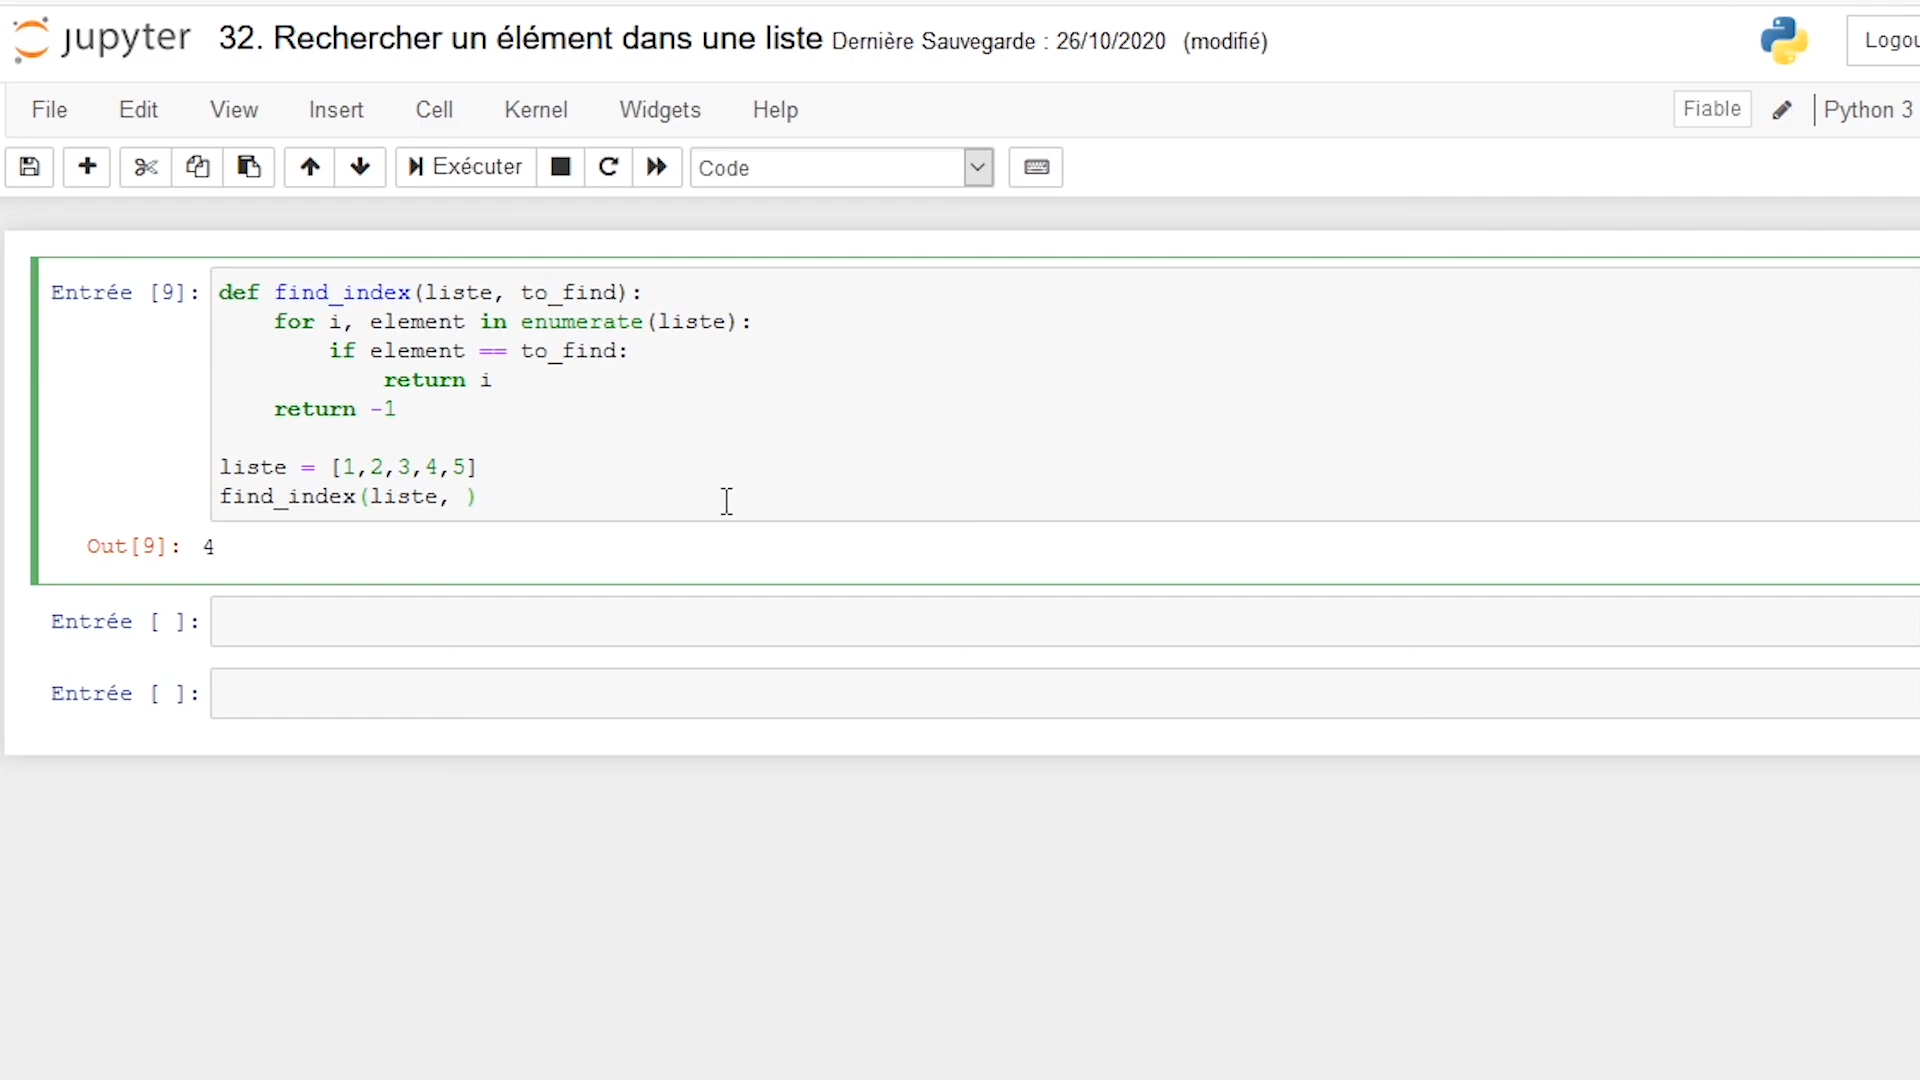 jupyter 32. Rechercher un élément dans une liste Dernière Sauvegarde : 26/10/2020 (modifié) Logou
File Edit View Insert Cell Kernel Widgets Help Fiable Python 3
Exécuter Code
Entrée [9]: def find_index(liste, to_find):
for i, element in enumerate(liste):
if element == to_find:
return i
return -1
liste = [1,2,3,4,5]
find_index(liste, )
Out[9]: 4
Entrée [ ]:
Entrée [ ]: